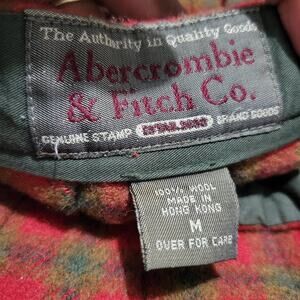 The Authority in Quality Goods
Abercrombie
& Fitch Co.
GENUINE STAMP BRAND GOODS
100% WOOL
MADE IN
HONG KONG
M
OVER FOR CARE